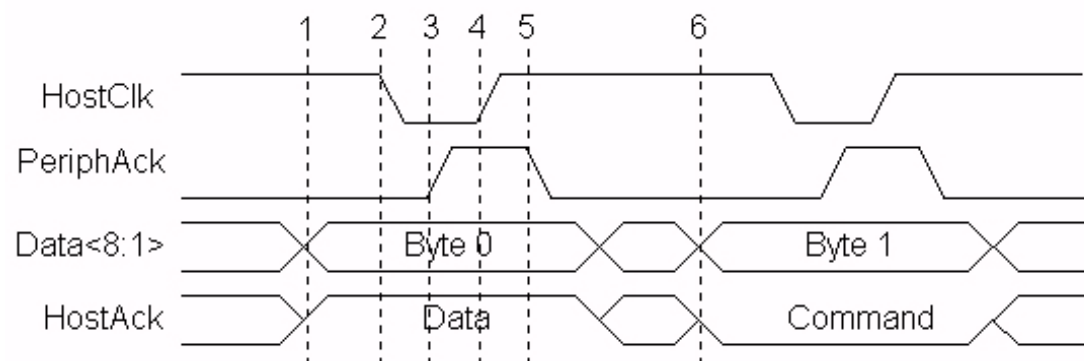 1 2 3 4 5 6
HostClk
PeriphAck
Data<8:1> Byte 0 Byte 1
HostAck Data Command